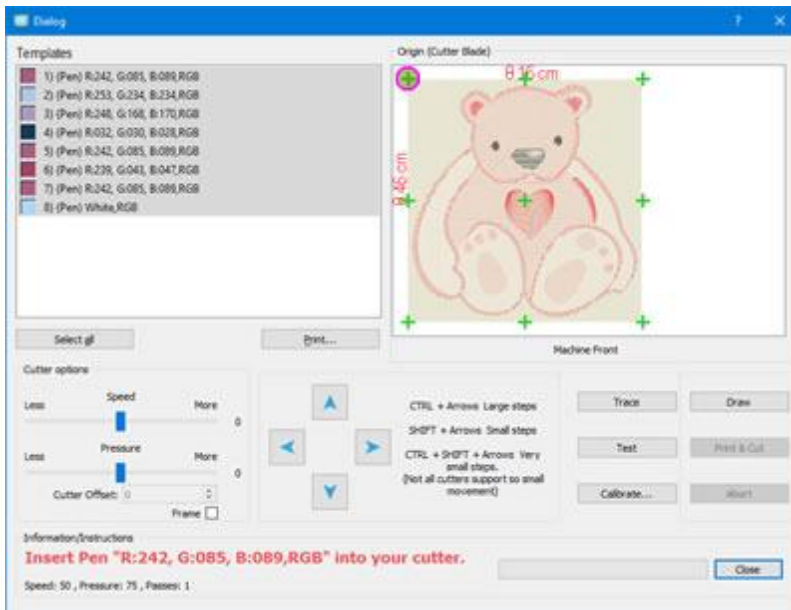 Dialog
Templates
1) (Pen) R:242, G:085, B:089,RGB
2) (Pen) R:253, G:234, B:234,RGB
3) (Pen) R:248, G:168, B:170,RGB
4) (Pen) R:032, G:030, B:028,RGB
5) (Pen) R:242, G:085, B:089,RGB
6) (Pen) R:239, G:043, B:047,RGB
7) (Pen) R:242, G:085, B:089,RGB
8) (Pen) White,RGB
Select all
Print...
Origin (Cutter Blade)
8.16 cm
8.46 cm
Machine Front
Cutter options
Speed
Less
More
0
Pressure
Less
More
0
Cutter Offset: 0
Frame
CTRL + Arrows Large steps
SHIFT + Arrows Small steps
CTRL + SHIFT + Arrows Very
small steps.
(Not all cutters support so small
movement)
Trace
Draw
Test
Print & Cut
Calibrate...
Abort
Information/Instructions
Insert Pen "R:242, G:085, B:089,RGB" into your cutter.
Speed: 50 , Pressure: 75 , Passes: 1
Close